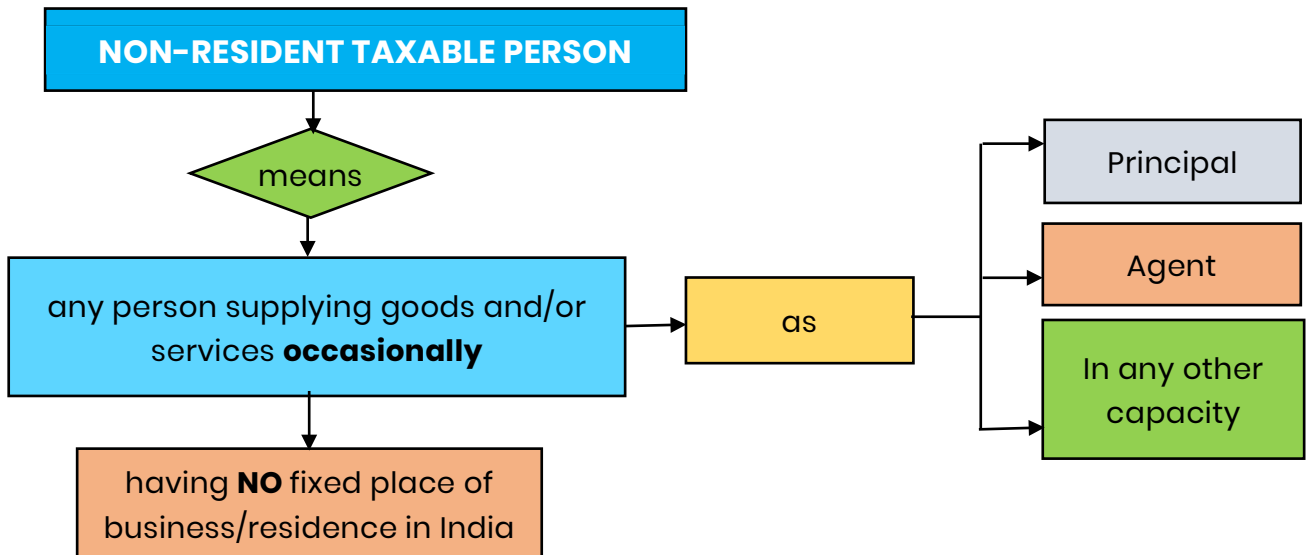 NON-RESIDENT TAXABLE PERSON
means
any person supplying goods and/or
services occasionally
as
Principal
Agent
In any other
capacity
having NO fixed place of
business/residence in India